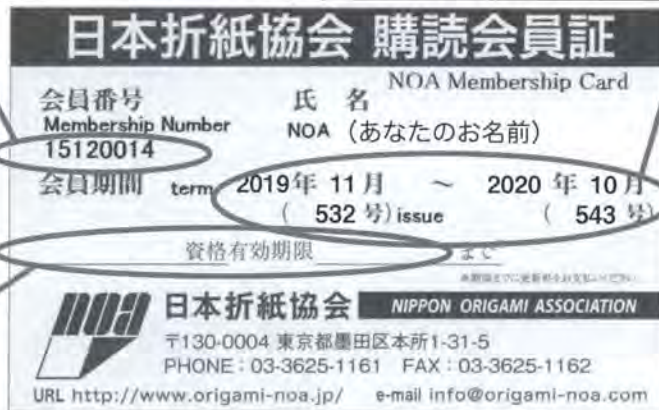 日本折紙協会 購読会員証
NOA Membership Card
会員番号 氏 名
Membership Number NOA (あなたのお名前)
15120014
会員期間 term 2019年 11月 ～ 2020年 10月
( 532 号) issue ( 543 号)
資格有効期限 まで
noa 日本折紙協会 NIPPON ORIGAMI ASSOCIATION
〒130-0004 東京都墨田区本所1-31-5
PHONE：03-3625-1161 FAX：03-3625-1162
URL http://www.origami-noa.jp/ e-mail info@origami-noa.com